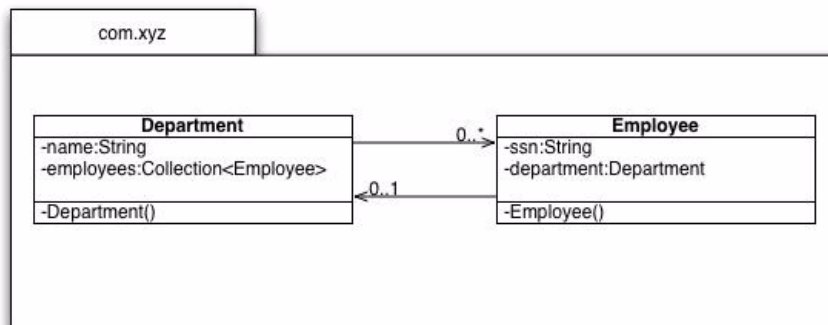 com.xyz
Department
-name:String
-employees:Collection<Employee>
-Department()
0..*
0..1
Employee
-ssn:String
-department:Department
-Employee()